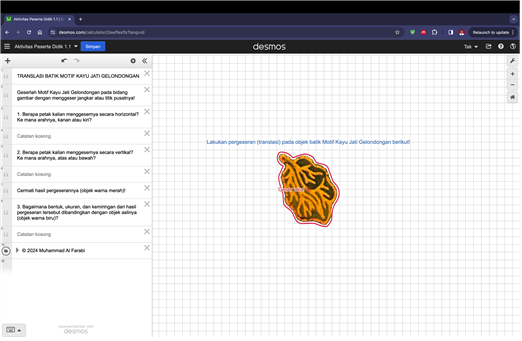 Aktivitas Peserta Didik 1.1 | D
desmos.com/calculator/
Relaunch to update
Aktivitas Peserta Didik 1.1
Simpan
desmos
Tak
TRANSLASI BATIK MOTIF KAYU JATI GELONDONGAN
Geserlah Motif Kayu Jati Gelondongan pada bidang
gambar dengan menggeser jangkar atau titik pusatnya!
1. Berapa petak kalian menggesernya secara horizontal?
Ke mana arahnya, kanan atau kiri?
Catatan kosong
2. Berapa petak kalian menggesernya secara vertikal?
Ke mana arahnya, atas atau bawah?
Catatan kosong
Cermati hasil pergeserannya (objek warna merah)!
3. Bagaimana bentuk, ukuran, dan kemiringan dari hasil
pergeseran tersebut dibandingkan dengan objek aslinya
(objek warna biru)?
Catatan kosong
© 2024 Muhammad Al Farabi
desmos
Lakukan pergeseran (translasi) pada objek batik Motif Kayu Jati Gelondongan berikut!